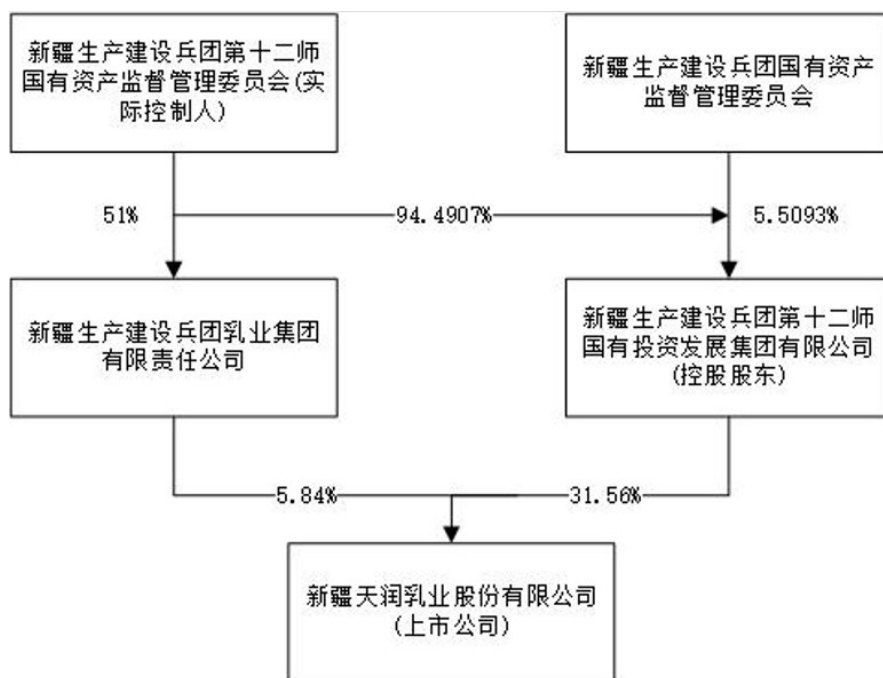 新疆生产建设兵团第十二师
国有资产监督管理委员会(实
际控制人)
新疆生产建设兵团国有资产
监督管理委员会
51%
94.4907%
5.5093%
新疆生产建设兵团乳业集团
有限责任公司
新疆生产建设兵团第十二师
国有投资发展集团有限公司
(控股股东)
5.84%
31.56%
新疆天润乳业股份有限公司
(上市公司)